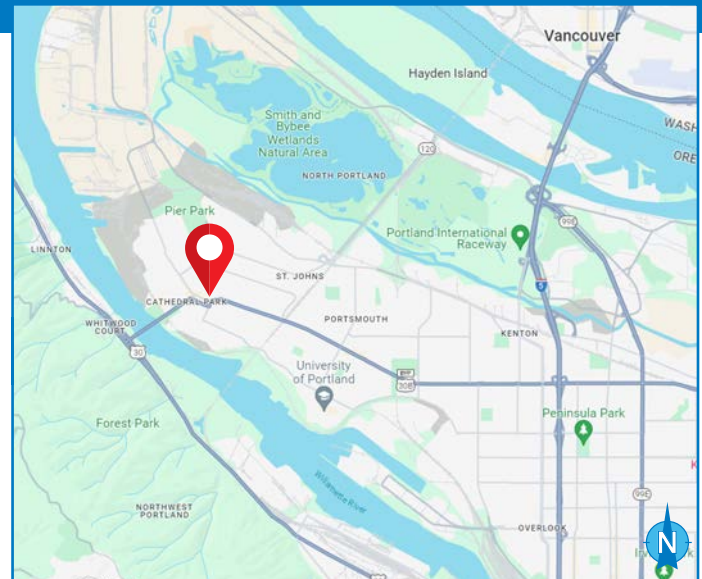 Vancouver
Hayden Island
WASH
ORE
Smith and
Bybee
Wetlands
Natural Area
120
NORTH PORTLAND
Pier Park
99E
Portland International
Raceway
LINNTON
ST. JOHNS
5
CATHEDRAL PARK
WHITWOOD
COURT
PORTSMOUTH
KENTON
30
University
of Portland
BYP
30B
Peninsula Park
Forest Park
Willamette River
99E
NORTHWEST
PORTLAND
OVERLOOK
N
K